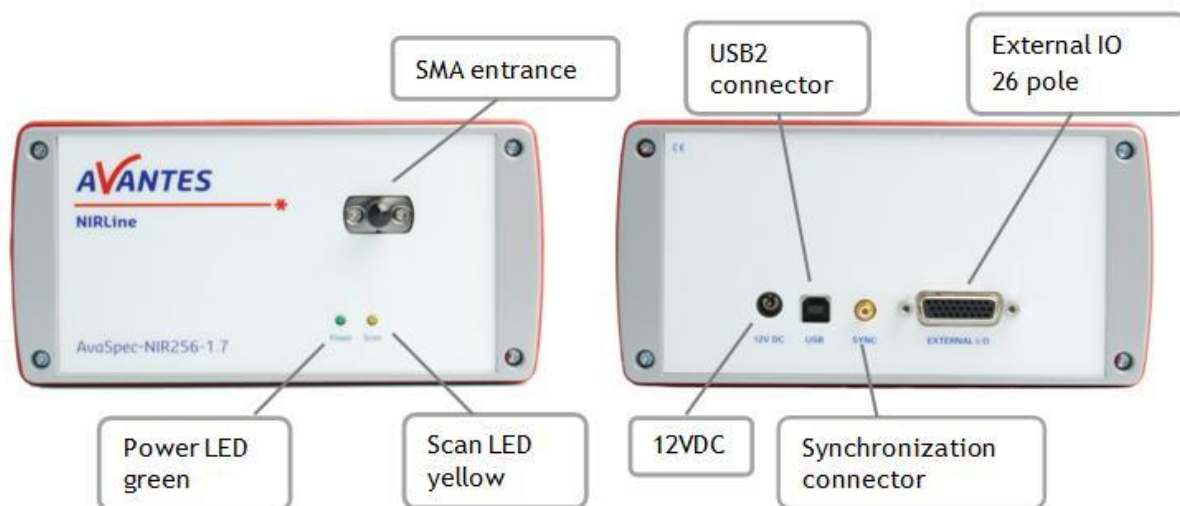 SMA entrance
USB2
connector
External IO
26 pole
AVANTES
NIRLine
Power Scan
AvaSpec-NIR256-1.7
CE
12V DC USB SYNC EXTERNAL I/O
Power LED
green
Scan LED
yellow
12VDC
Synchronization
connector